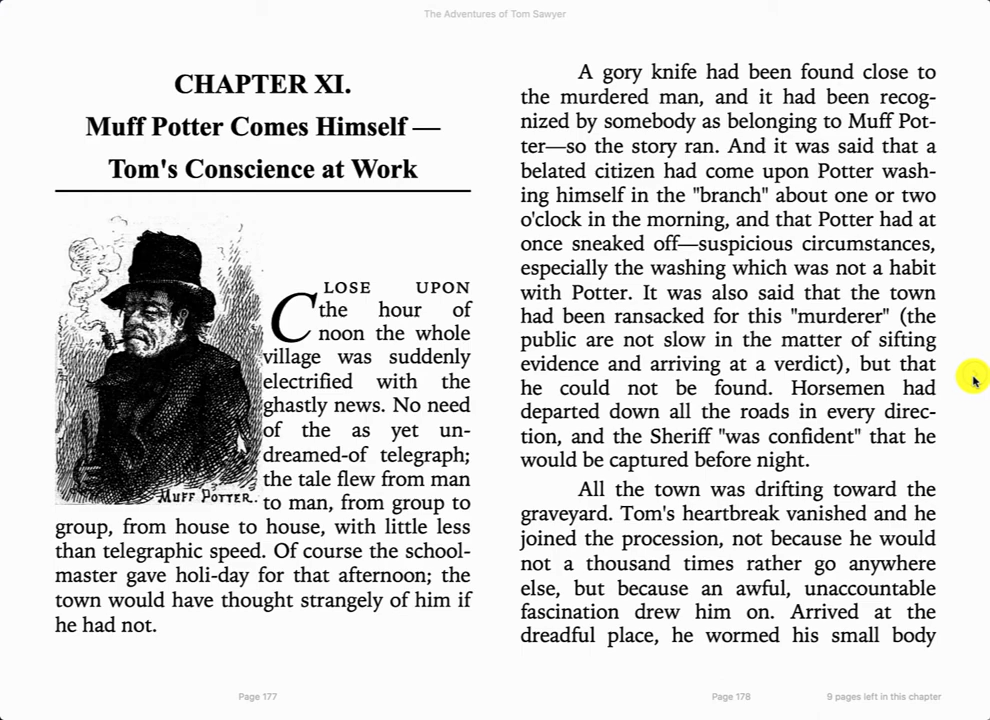 The Adventures of Tom Sawyer
CHAPTER XI.
Muff Potter Comes Himself —
Tom's Conscience at Work
CLOSE UPON
the hour of
noon the whole
village was suddenly
electrified with the
ghastly news. No need
of the as yet un-
dreamed-of telegraph;
the tale flew from man
to man, from group to
MUFF POTTER.
group, from house to house, with little less
than telegraphic speed. Of course the school-
master gave holi-day for that afternoon; the
town would have thought strangely of him if
he had not.
A gory knife had been found close to
the murdered man, and it had been recog-
nized by somebody as belonging to Muff Pot-
ter—so the story ran. And it was said that a
belated citizen had come upon Potter wash-
ing himself in the "branch" about one or two
o'clock in the morning, and that Potter had at
once sneaked off—suspicious circumstances,
especially the washing which was not a habit
with Potter. It was also said that the town
had been ransacked for this "murderer" (the
public are not slow in the matter of sifting
evidence and arriving at a verdict), but that
he could not be found. Horsemen had
departed down all the roads in every direc-
tion, and the Sheriff "was confident" that he
would be captured before night.
All the town was drifting toward the
graveyard. Tom's heartbreak vanished and he
joined the procession, not because he would
not a thousand times rather go anywhere
else, but because an awful, unaccountable
fascination drew him on. Arrived at the
dreadful place, he wormed his small body
Page 177
Page 178
9 pages left in this chapter